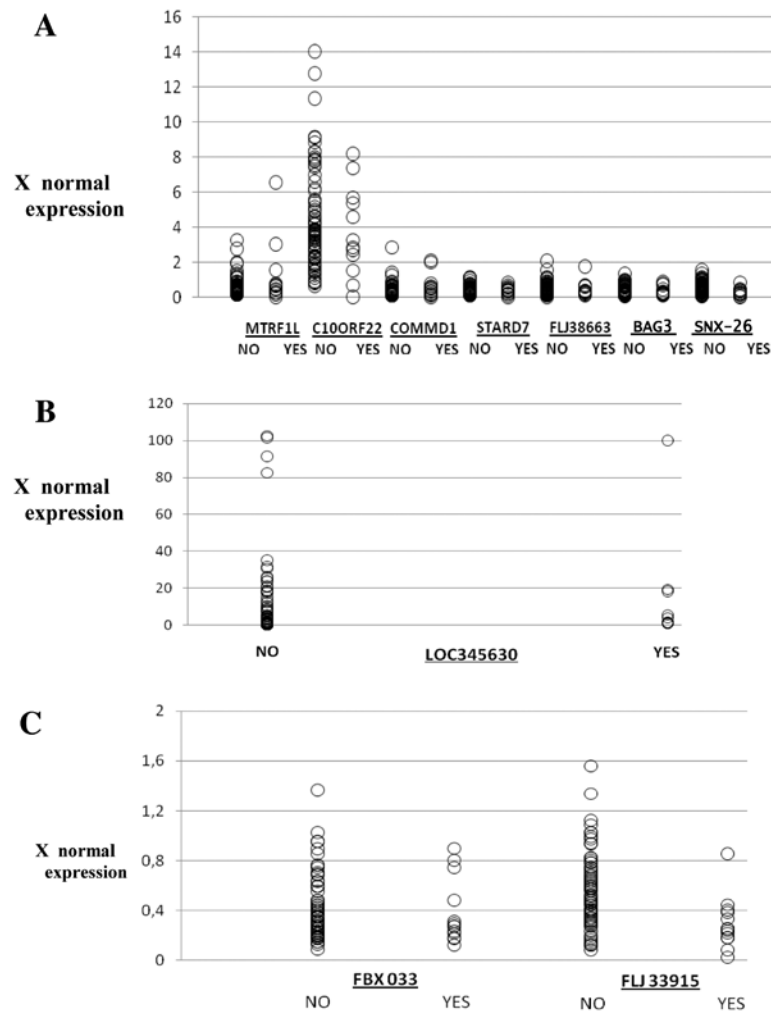 A
16
14
12
10
8
6
4
2
0
X normal
expression
MTRF1L C10ORF22 COMMD1 STARD7 FLJ38663 BAG3 SNX-26
NO YES NO YES NO YES NO YES NO YES NO YES NO YES
B
120
100
80
60
40
20
0
X normal
expression
NO LOC345630 YES
C
2
1,6
1,2
0,8
0,4
0
X normal
expression
FBX033 FLJ33915
NO YES NO YES